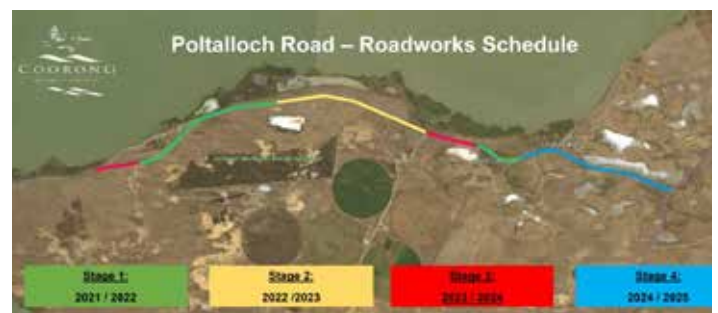 Poltalloch Road – Roadworks Schedule
COORONG
Stage 1:
2021 / 2022
Stage 2:
2022 /2023
Stage 3:
2023 / 2024
Stage 4:
2024 / 2025